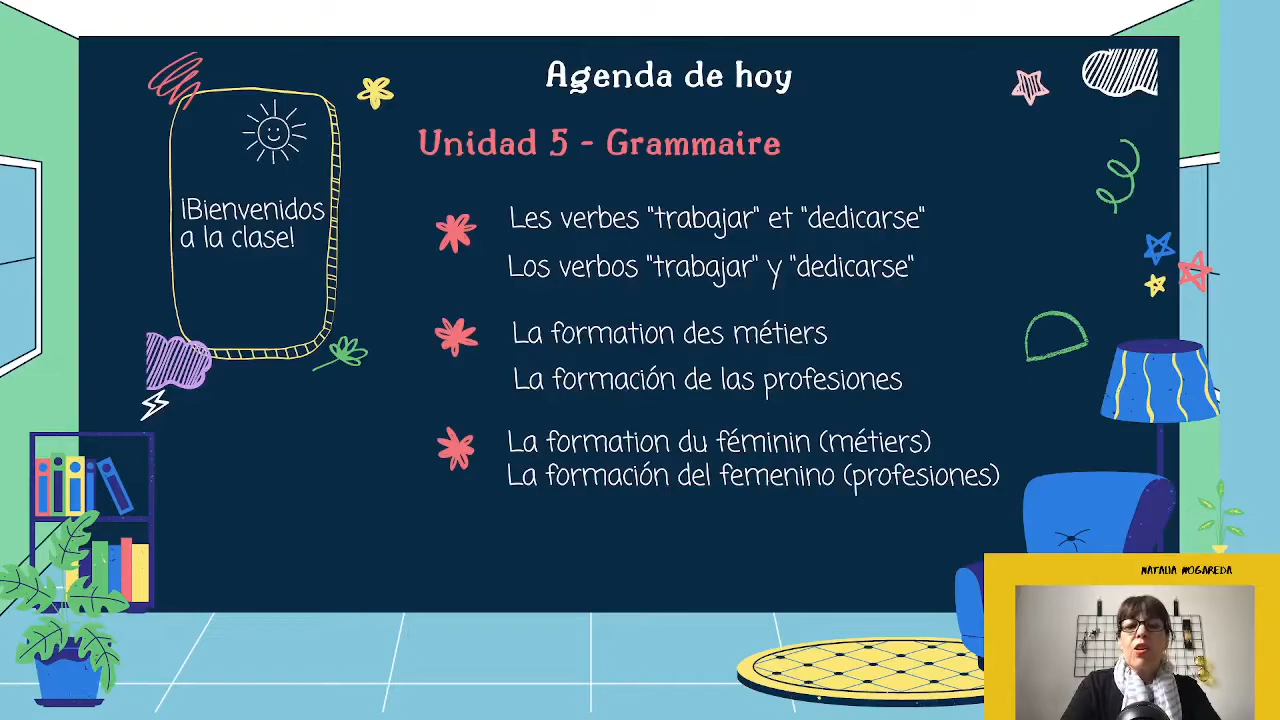 Agenda de hoy
Unidad 5 - Grammaire
¡Bienvenidos
a la clase!
Les verbes "trabajar" et "dedicarse"
Los verbos "trabajar" y "dedicarse"
La formation des métiers
La formación de las profesiones
La formation du féminin (métiers)
La formación del femenino (profesiones)
NATALIA NOGAREDA